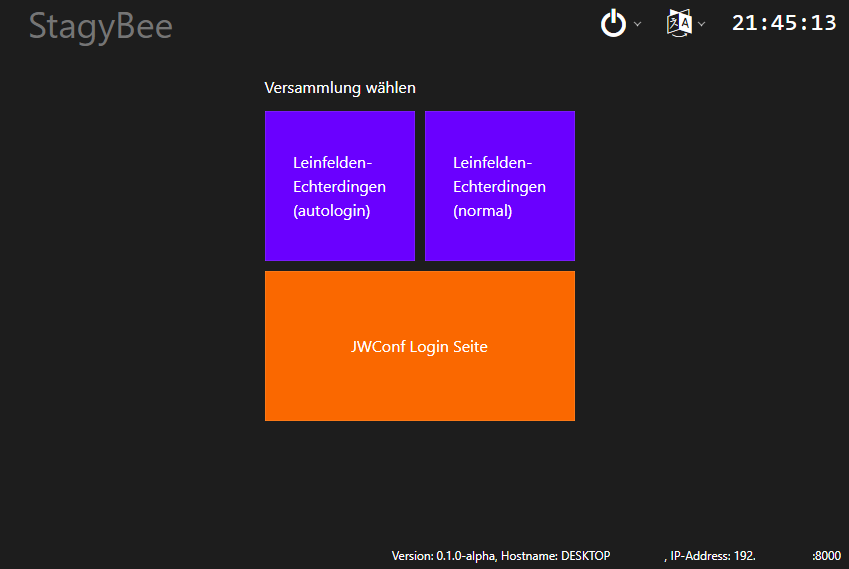 StagyBee
21:45:13
Versammlung wählen
Leinfelden-
Echterdingen
(autologin)
Leinfelden-
Echterdingen
(normal)
JWConf Login Seite
Version: 0.1.0-alpha, Hostname: DESKTOP , IP-Address: 192. :8000